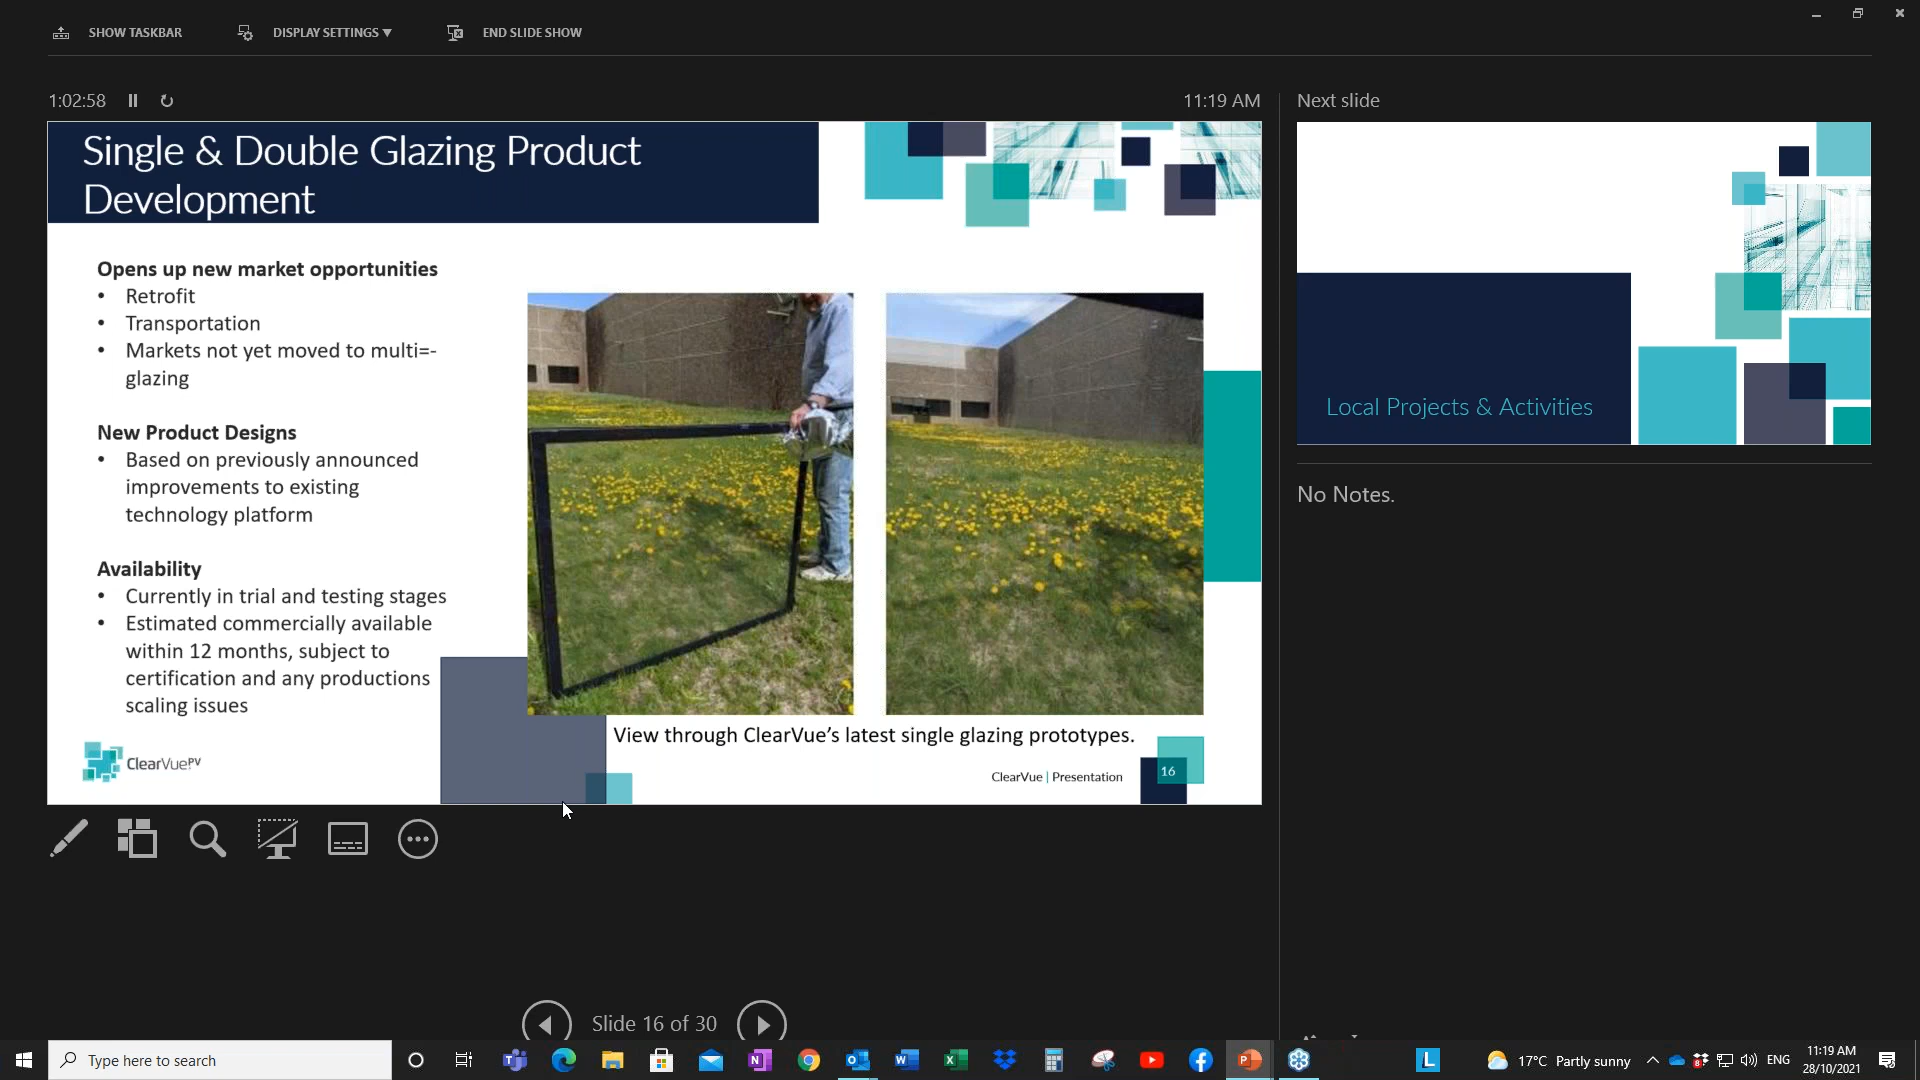 SHOW TASKBAR
DISPLAY SETTINGS ▼
END SLIDE SHOW
1:02:58
11:19 AM
Next slide
Single & Double Glazing Product
Development
Opens up new market opportunities
• Retrofit
• Transportation
• Markets not yet moved to multi=-
glazing
New Product Designs
• Based on previously announced
improvements to existing
technology platform
Availability
• Currently in trial and testing stages
• Estimated commercially available
within 12 months, subject to
certification and any productions
scaling issues
View through ClearVue's latest single glazing prototypes.
ClearVue PV
ClearVue | Presentation
16
Local Projects & Activities
No Notes.
Slide 16 of 30
Type here to search
17°C Partly sunny
ENG
11:19 AM
28/10/2021